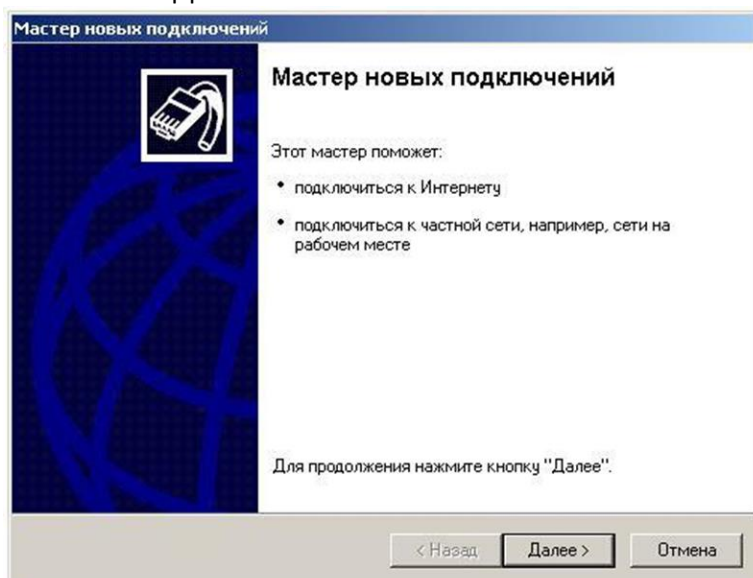 Мастер новых подключений
Мастер новых подключений
Этот мастер поможет:
• подключиться к Интернету
• подключиться к частной сети, например, сети на
рабочем месте
Для продолжения нажмите кнопку "Далее".
< Назад Далее > Отмена